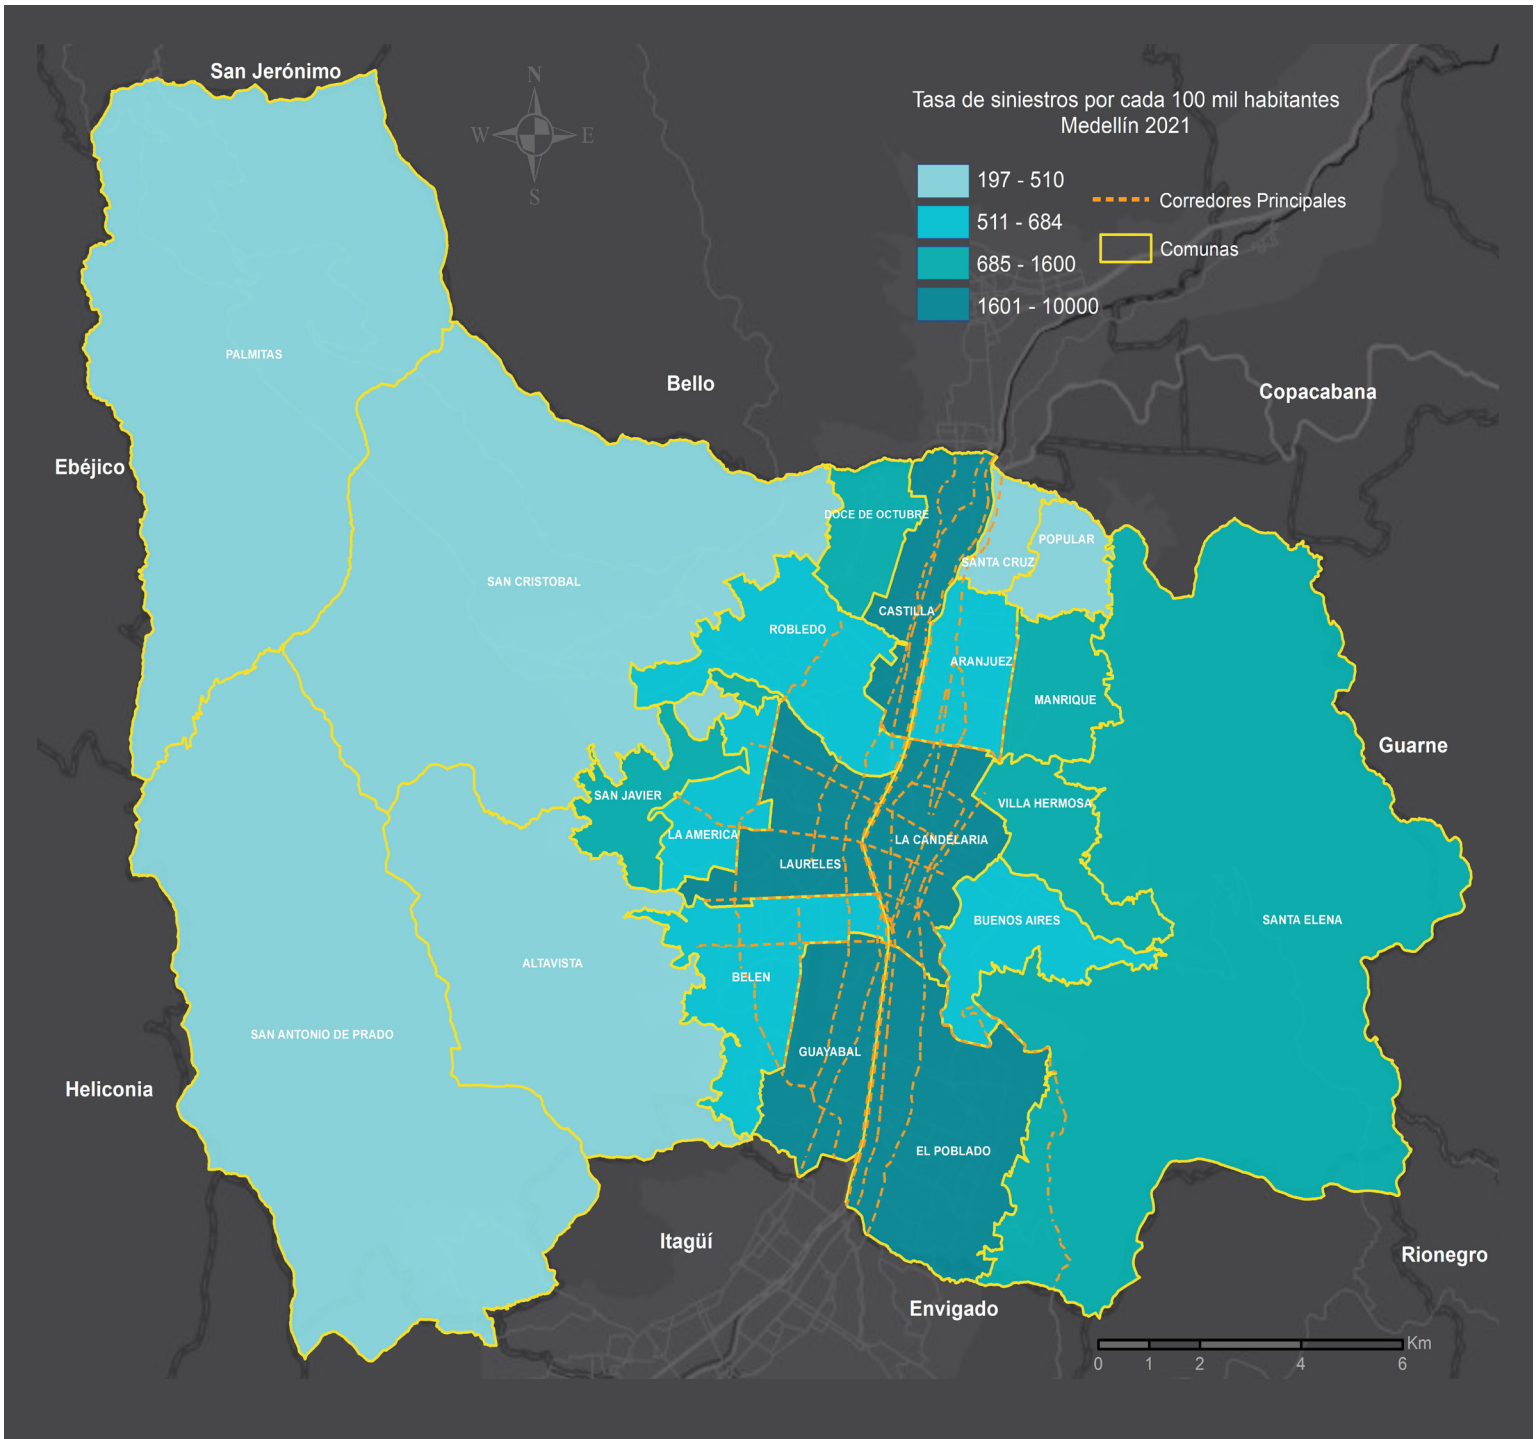 San Jerónimo
N
W
E
S
Tasa de siniestros por cada 100 mil habitantes
Medellín 2021
197 - 510
511 - 684
685 - 1600
1601 - 10000
Corredores Principales
Comunas
PALMITAS
Bello
Copacabana
Ebéjico
DOCE DE OCTUBRE
POPULAR
SANTA CRUZ
SAN CRISTOBAL
CASTILLA
ROBLEDO
ARANJUEZ
MANRIQUE
Guarne
SAN JAVIER
VILLA HERMOSA
LA AMERICA
LA CANDELARIA
LAURELES
BUENOS AIRES
SANTA ELENA
ALTAVISTA
BELEN
SAN ANTONIO DE PRADO
GUAYABAL
Heliconia
EL POBLADO
Itagüí
Rionegro
Envigado
Km
0 1 2 4 6